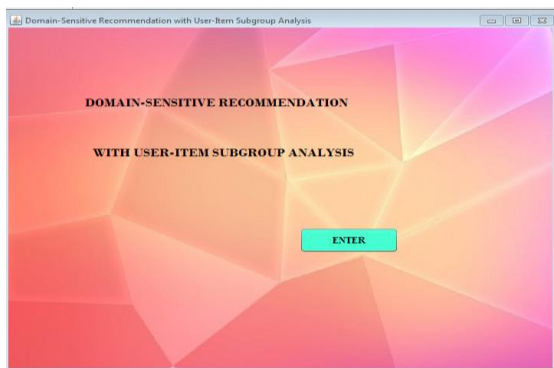 Domain-Sensitive Recommendation with User-Item Subgroup Analysis
DOMAIN-SENSITIVE RECOMMENDATION
WITH USER-ITEM SUBGROUP ANALYSIS
ENTER